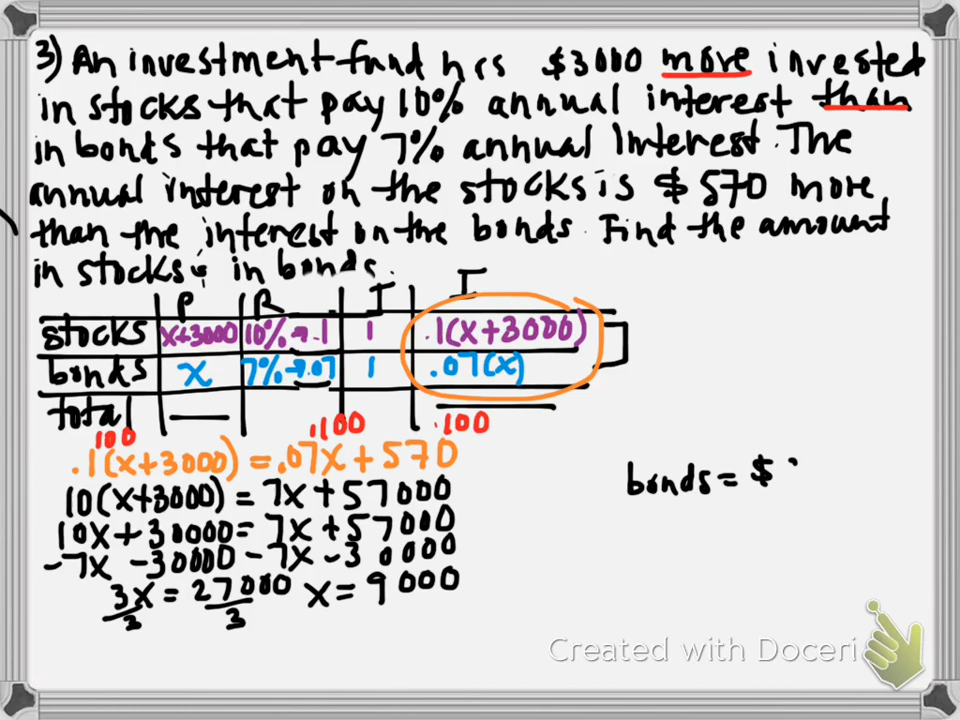 3) An investment fund hcs $3000 more invested
in stocks that pay 10% annual interest than
in bonds that pay 7% annual interest. The
annual interest on the stocks is $570 more
than the interest on the bonds. Find the amount
in stocks & in bonds.
P R T I
stocks x+3000 10%→.1 1 .1(x+3000)
bonds x 7%→.07 1 .07(x)
total
100 .100 .100
.1(x+3000) = .07x + 570
10(x+3000) = 7x + 57000
10x + 30000 = 7x + 57000
-7x -30000 -7x -30000
3x = 27000 x = 9000
3 3
bonds = $
Created with Doceri